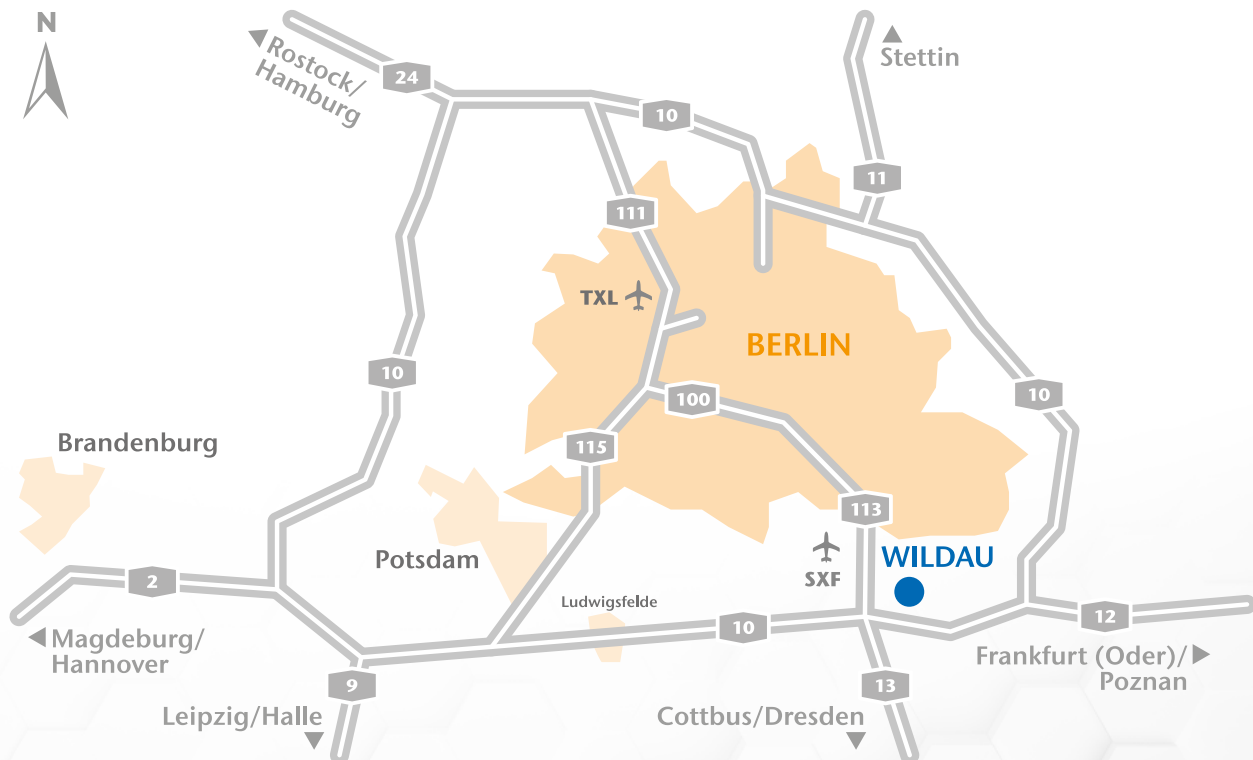 N
Rostock/
Hamburg
24
10
Stettin
11
111
TXL
BERLIN
10
100
10
Brandenburg
115
113
Potsdam
SXF
WILDAU
2
Ludwigsfelde
10
12
Magdeburg/
Hannover
9
13
Frankfurt (Oder)/
Poznan
Leipzig/Halle
Cottbus/Dresden